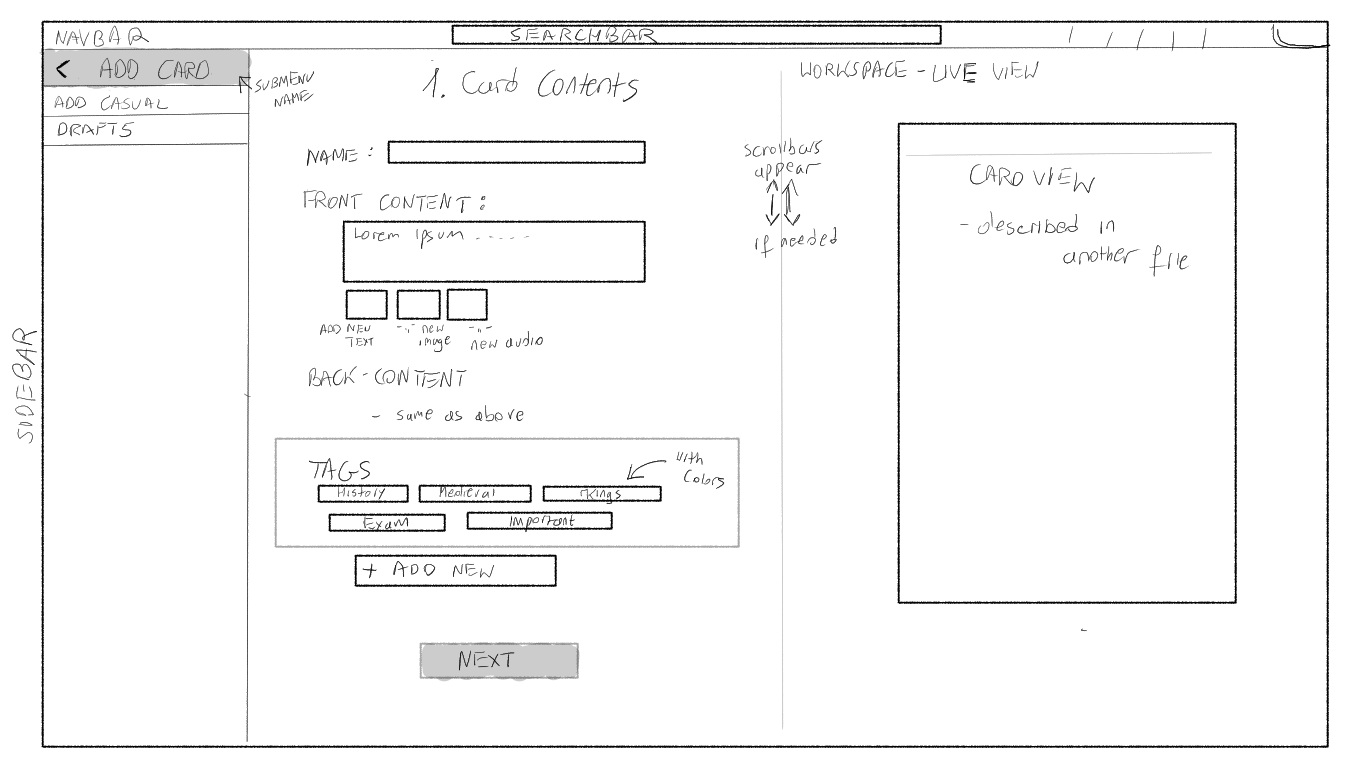 NAVBAR
SEARCHBAR
< ADD CARD
SUBMENU
NAME
ADD CASUAL
DRAFTS
SIDEBAR
1. Card Contents
NAME :
FRONT CONTENT :
Lorem Ipsum - - - - -
ADD NEW
TEXT
-"- new
image
-"-
new audio
BACK - CONTENT
- same as above
TAGS
with
Colors
History
Medieval
Kings
Exam
Important
+ ADD NEW
NEXT
scrollbars
appear
if needed
WORKSPACE - LIVE VIEW
CARD VIEW
- described in
another file